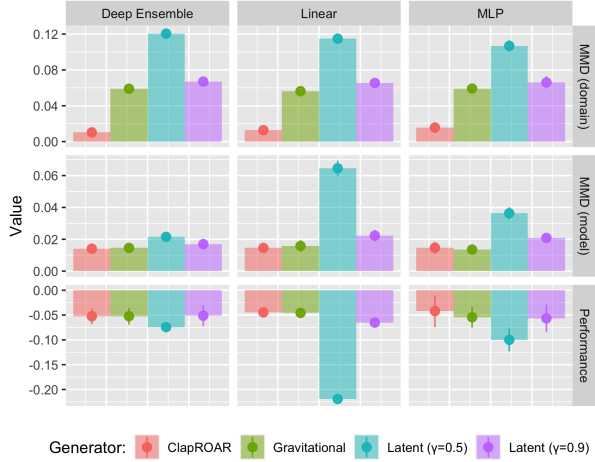 Deep Ensemble Linear MLP
0.12
0.08
0.04
0.00
MMD (domain)
0.06
0.04
0.02
0.00
MMD (model)
0.00
-0.05
-0.10
-0.15
-0.20
Performance
Value
Generator: ClapROAR Gravitational Latent (γ=0.5) Latent (γ=0.9)